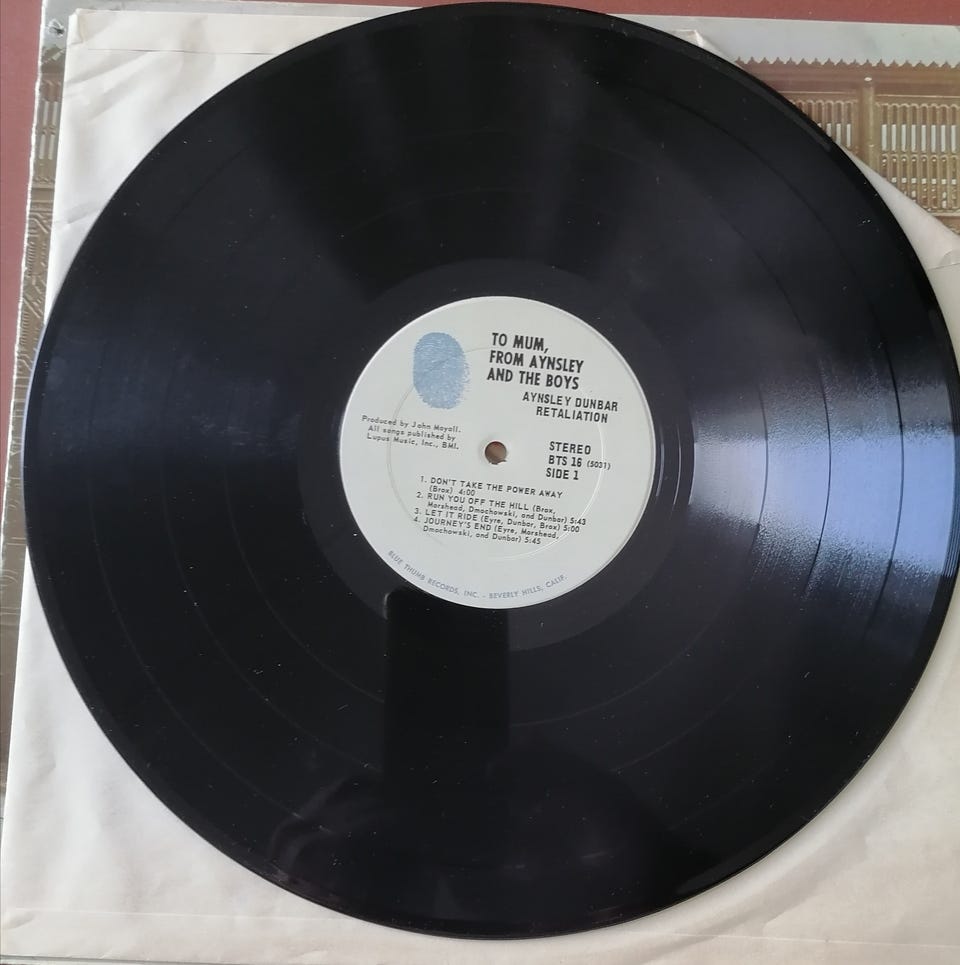 TO MUM,
FROM AYNSLEY
AND THE BOYS
AYNSLEY DUNBAR
RETALIATION
Produced by John Mayall.
All songs published by
Lupus Music, Inc., BMI.
STEREO
BTS 16 (5031)
SIDE 1
1. DON'T TAKE THE POWER AWAY
(Brox) 4:00
2. RUN YOU OFF THE HILL (Brox,
Morshead, Dmochowski, and Dunbar) 5:43
3. LET IT RIDE (Eyre, Dunbar, Brox) 5:00
4. JOURNEY'S END (Eyre, Morshead,
Dmochowski, and Dunbar) 5:45
BLUE THUMB RECORDS, INC. - BEVERLY HILLS, CALIF.